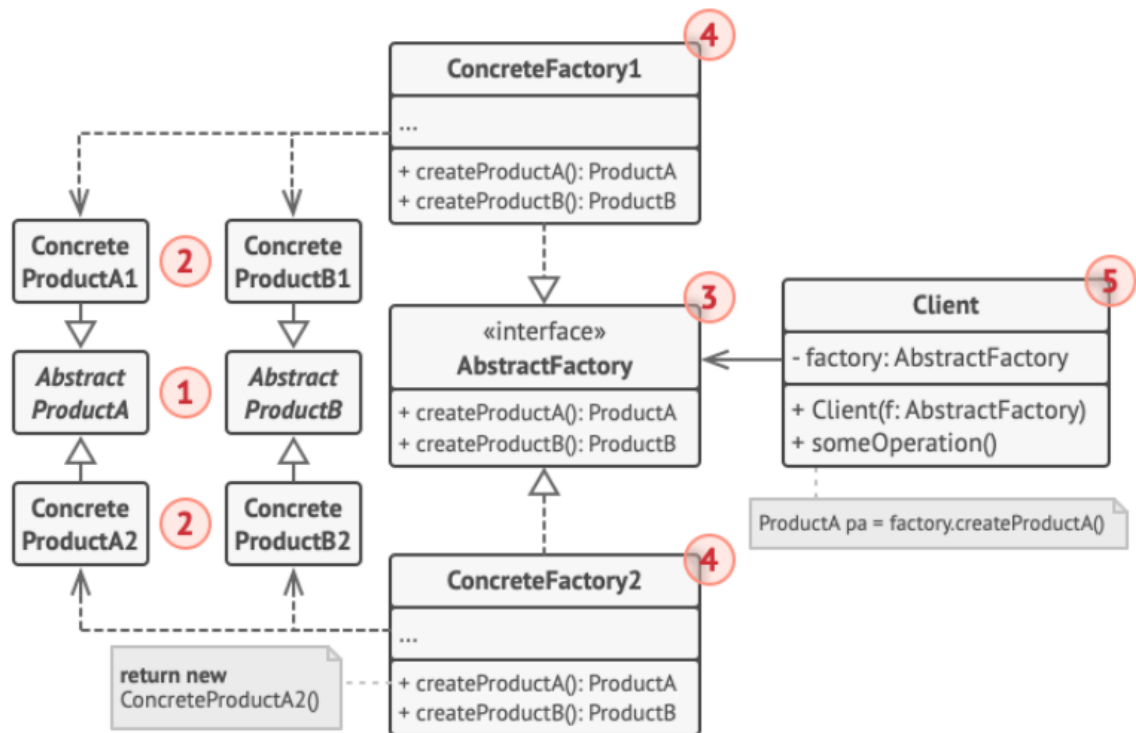 4
ConcreteFactory1
...
+ createProductA(): ProductA
+ createProductB(): ProductB
Concrete
ProductA1
2
Concrete
ProductB1
3
«interface»
AbstractFactory
+ createProductA(): ProductA
+ createProductB(): ProductB
5
Client
- factory: AbstractFactory
+ Client(f: AbstractFactory)
+ someOperation()
Abstract
ProductA
1
Abstract
ProductB
Concrete
ProductA2
2
Concrete
ProductB2
ProductA pa = factory.createProductA()
4
ConcreteFactory2
...
+ createProductA(): ProductA
+ createProductB(): ProductB
return new
ConcreteProductA2()